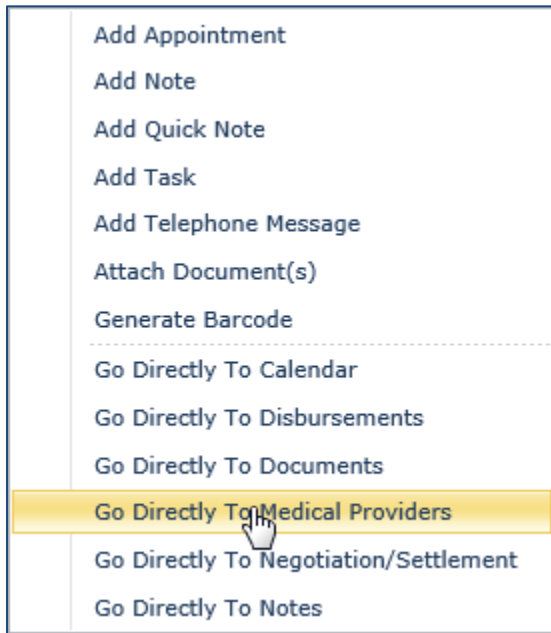 Add Appointment
Add Note
Add Quick Note
Add Task
Add Telephone Message
Attach Document(s)
Generate Barcode
Go Directly To Calendar
Go Directly To Disbursements
Go Directly To Documents
Go Directly To Medical Providers
Go Directly To Negotiation/Settlement
Go Directly To Notes